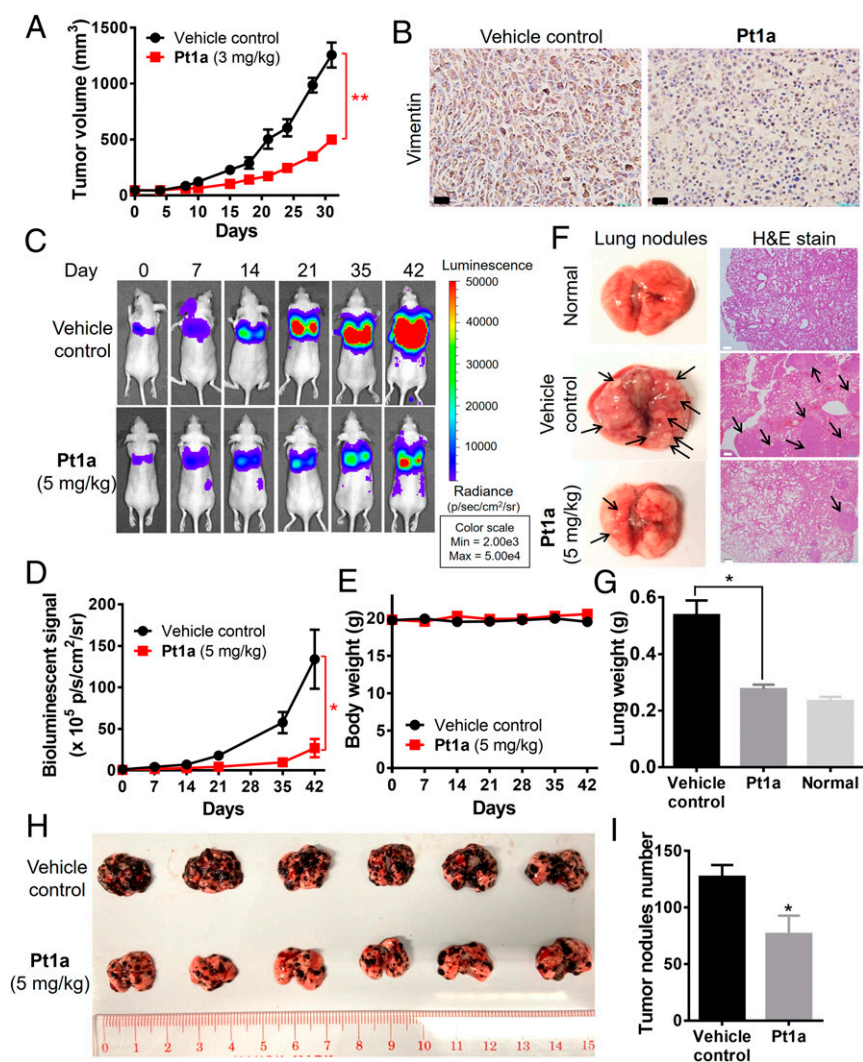 A
Tumor volume (mm3)
1500
1000
500
0
Vehicle control
Pt1a (3 mg/kg)
**
0 5 10 15 20 25 30
Days
B
Vehicle control
Pt1a
Vimentin
C
Day 0 7 14 21 35 42
Vehicle
control
Pt1a
(5 mg/kg)
Luminescence
50000
40000
30000
20000
10000
Radiance
(p/sec/cm2/sr)
Color scale
Min = 2.00e3
Max = 5.00e4
F
Lung nodules
H&E stain
Normal
Vehicle
control
Pt1a
(5 mg/kg)
D
Bioluminescent signal
(x 10^5 p/s/cm^2/sr)
200
150
100
50
0
Vehicle control
Pt1a (5 mg/kg)
*
0 7 14 21 28 35 42
Days
E
Body weight (g)
25
20
15
10
5
0
Vehicle control
Pt1a (5 mg/kg)
0 7 14 21 28 35 42
Days
G
Lung weight (g)
0.6
0.4
0.2
0.0
*
Vehicle
control
Pt1a
Normal
H
Vehicle
control
Pt1a
(5 mg/kg)
0 1 2 3 4 5 6 7 8 9 10 11 12 13 14 15
I
Tumor nodules number
150
100
50
0
*
Vehicle
control
Pt1a